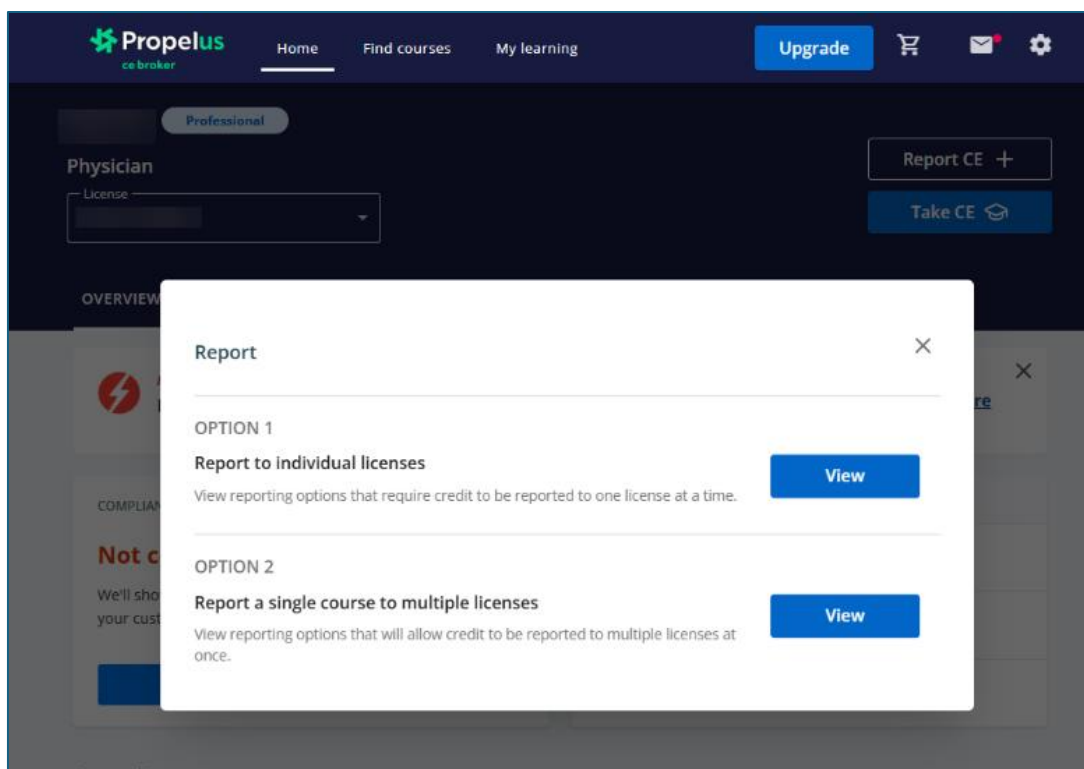 Propelus
ce broker
Home
Find courses
My learning
Upgrade
Professional
Physician
License
Report CE
Take CE
OVERVIEW
Report
OPTION 1
Report to individual licenses
View reporting options that require credit to be reported to one license at a time.
View
OPTION 2
Report a single course to multiple licenses
View reporting options that will allow credit to be reported to multiple licenses at
once.
View
re
COMPLIAN
Not c
We'll sho
your cust